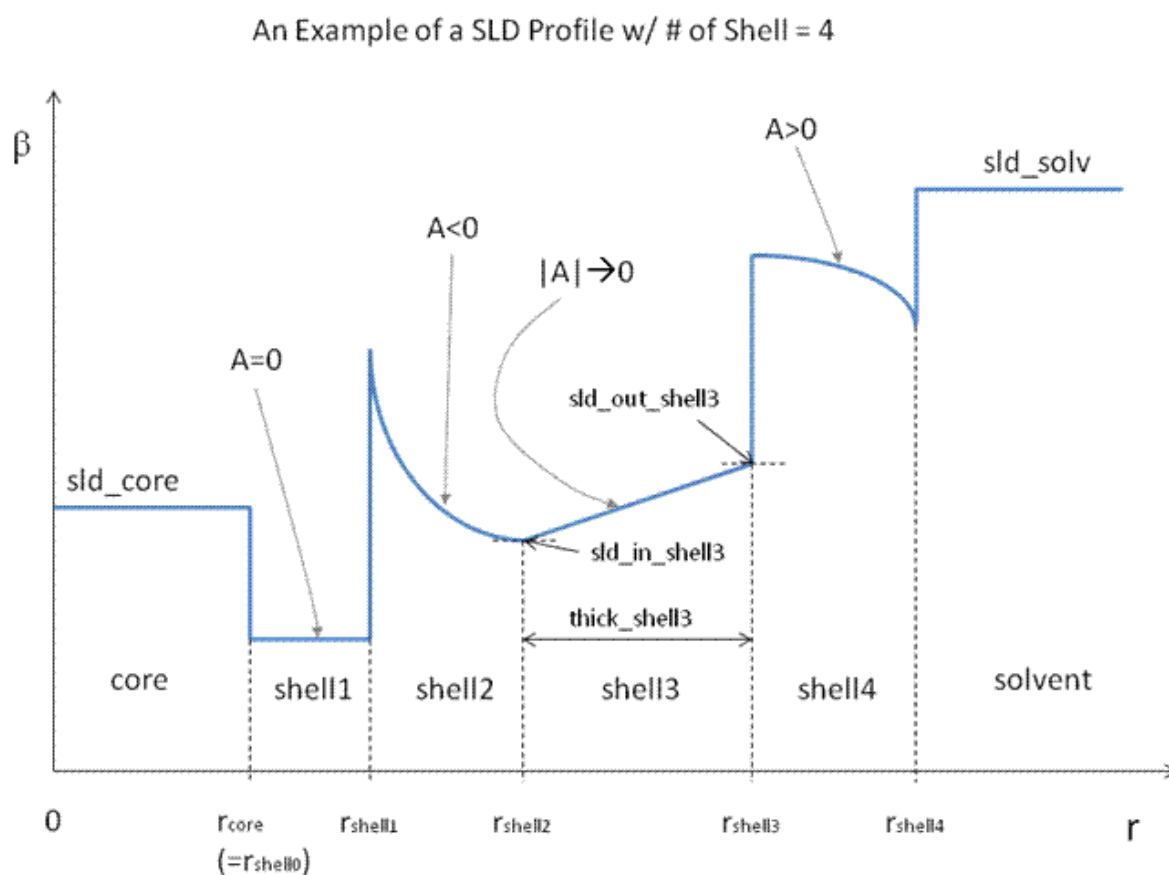 An Example of a SLD Profile w/ # of Shell = 4
β
A>0
sld_solv
A<0
|A|→0
A=0
sld_out_shell3
sld_core
sld_in_shell3
thick_shell3
core
shell1
shell2
shell3
shell4
solvent
0
rcore
rshell1
rshell2
rshell3
rshell4
r
(=rshell0)